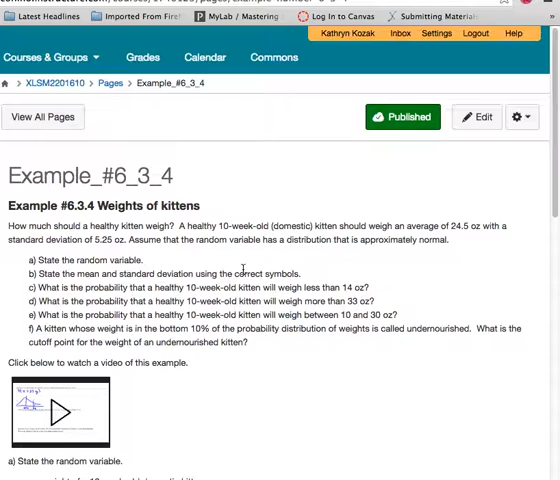 Latest Headlines Imported From Fire MyLab / Mastering Log In to Canvas Submitting Material
Kathryn Kozak Inbox Settings Logout Help
Courses & Groups Grades Calendar Commons
XLSM2201610 Pages Example_#6_3_4
View All Pages Published Edit
Example_#6_3_4
Example #6.3.4 Weights of kittens
How much should a healthy kitten weigh? A healthy 10-week-old (domestic) kitten should weigh an average of 24.5 oz with a
standard deviation of 5.25 oz. Assume that the random variable has a distribution that is approximately normal.
a) State the random variable.
b) State the mean and standard deviation using the correct symbols.
c) What is the probability that a healthy 10-week-old kitten will weigh less than 14 oz?
d) What is the probability that a healthy 10-week-old kitten will weigh more than 33 oz?
e) What is the probability that a healthy 10-week-old kitten will weigh between 10 and 30 oz?
f) A kitten whose weight is in the bottom 10% of the probability distribution of weights is called undernourished. What is the
cutoff point for the weight of an undernourished kitten?
Click below to watch a video of this example.
a) State the random variable.